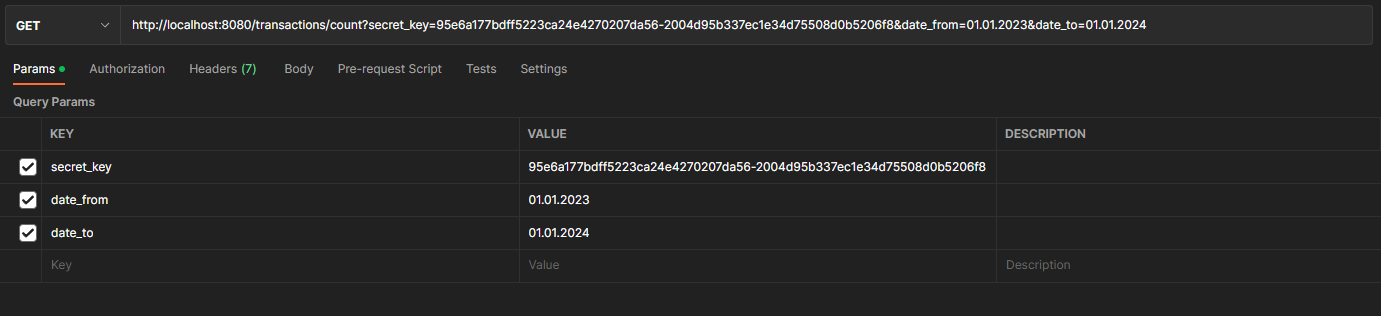 GET http://localhost:8080/transactions/count?secret_key=95e6a177bdff5223ca24e4270207da56-2004d95b337ec1e34d75508d0b5206f8&date_from=01.01.2023&date_to=01.01.2024
Params Authorization Headers (7) Body Pre-request Script Tests Settings
Query Params
KEY VALUE DESCRIPTION
secret_key 95e6a177bdff5223ca24e4270207da56-2004d95b337ec1e34d75508d0b5206f8
date_from 01.01.2023
date_to 01.01.2024
Key Value Description